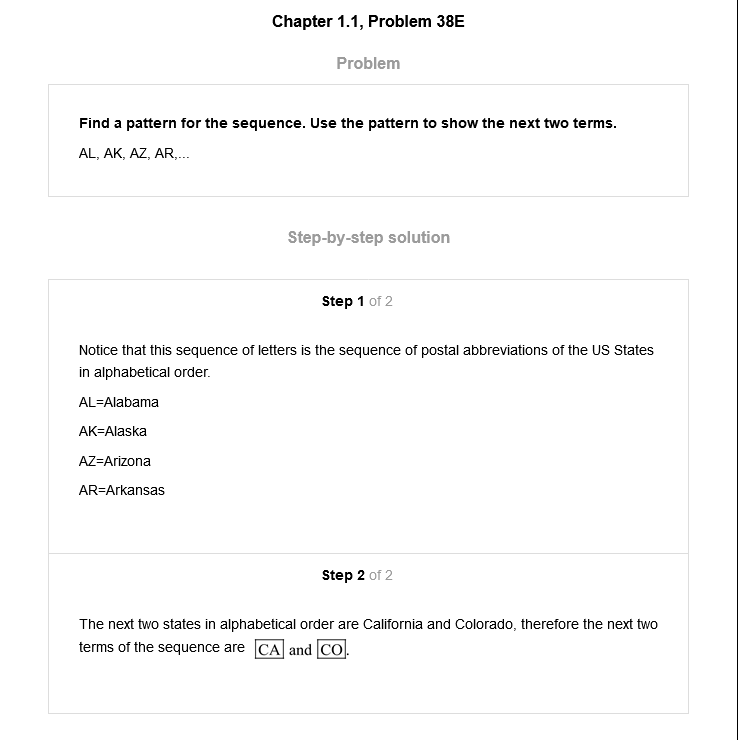 Chapter 1.1, Problem 38E
Problem
Find a pattern for the sequence. Use the pattern to show the next two terms.
AL, AK, AZ, AR,...
Step-by-step solution
Step 1 of 2
Notice that this sequence of letters is the sequence of postal abbreviations of the US States
in alphabetical order.
AL=Alabama
AK=Alaska
AZ=Arizona
AR=Arkansas
Step 2 of 2
The next two states in alphabetical order are California and Colorado, therefore the next two
terms of the sequence are CA and CO.